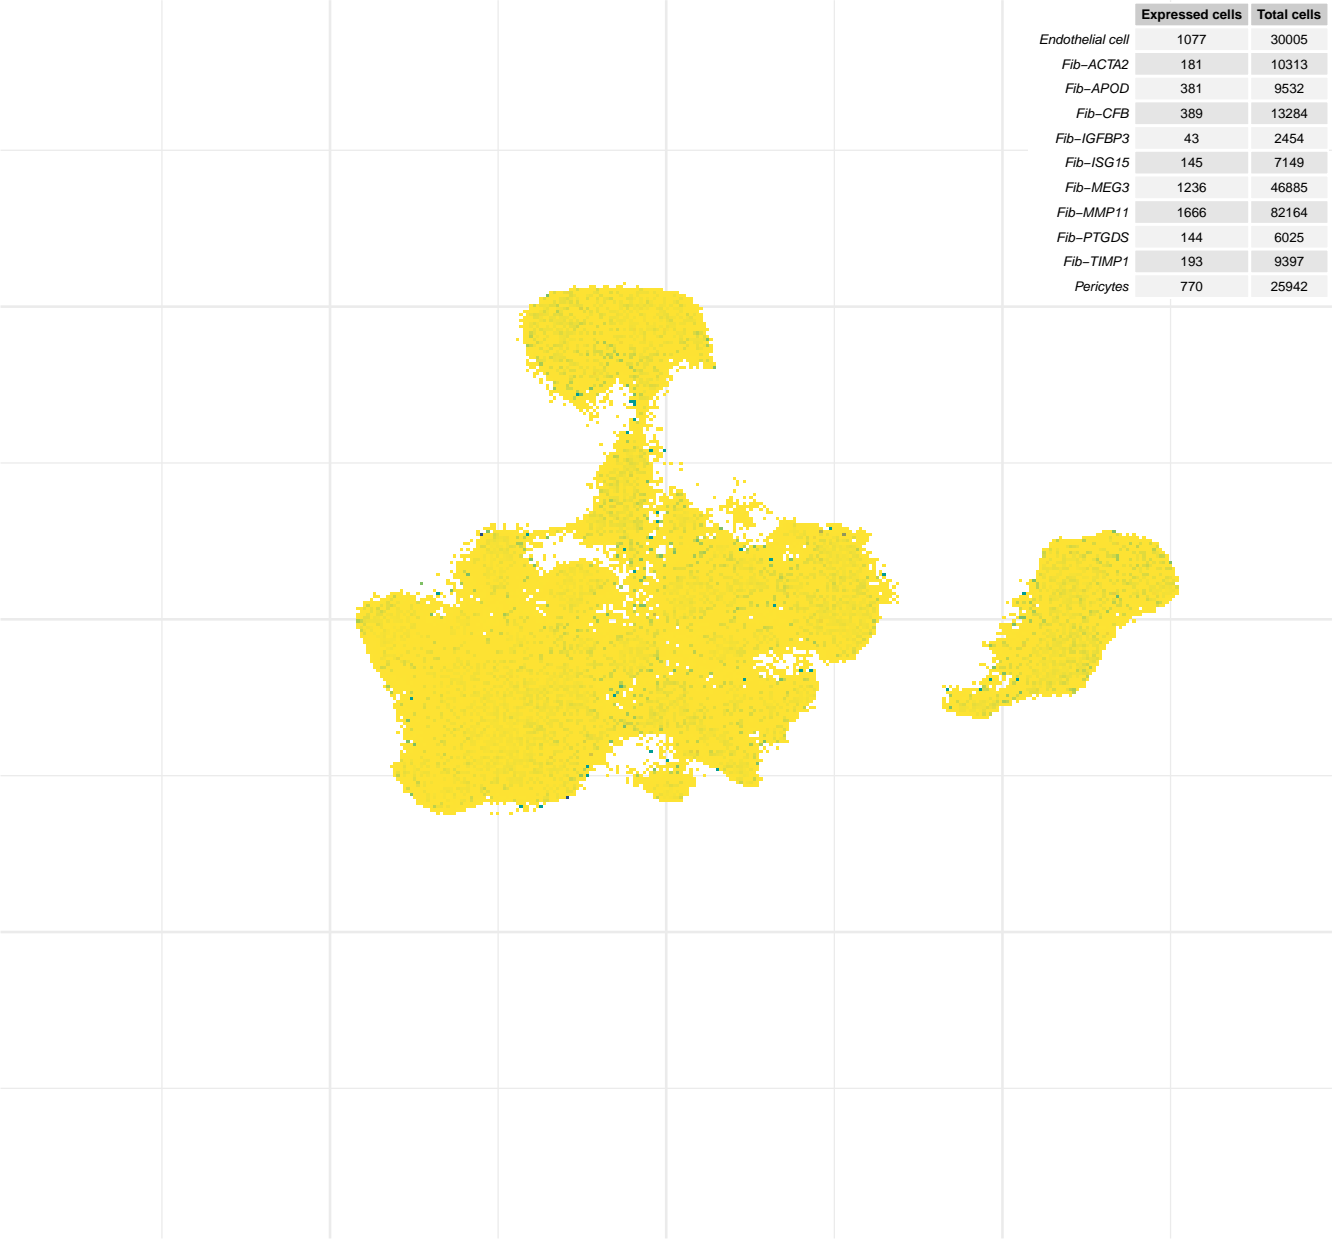 Expressed cells Total cells
Endothelial cell 1077 30005
Fib−ACTA2 181 10313
Fib−APOD 381 9532
Fib−CFB 389 13284
Fib−IGFBP3 43 2454
Fib−ISG15 145 7149
Fib−MEG3 1236 46885
Fib−MMP11 1666 82164
Fib−PTGDS 144 6025
Fib−TIMP1 193 9397
Pericytes 770 25942